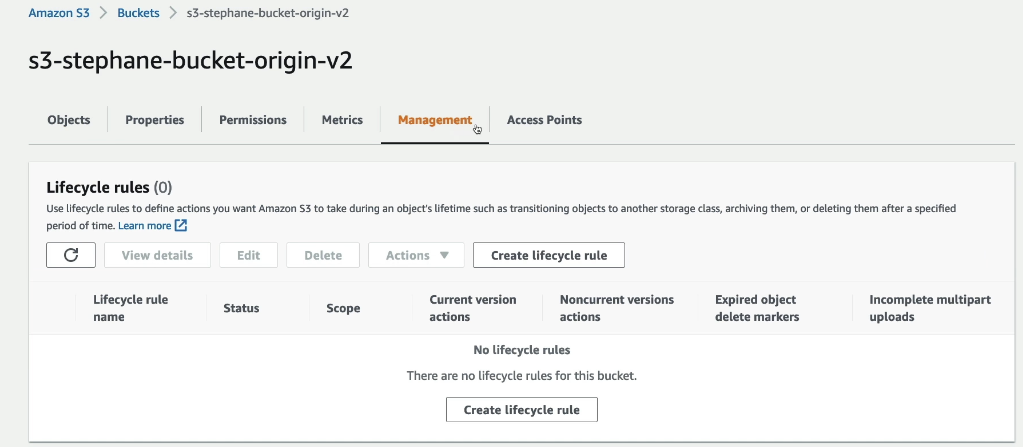 Amazon S3 > Buckets > s3-stephane-bucket-origin-v2
s3-stephane-bucket-origin-v2
Objects Properties Permissions Metrics Management Access Points
Lifecycle rules (0)
Use lifecycle rules to define actions you want Amazon S3 to take during an object's lifetime such as transitioning objects to another storage class, archiving them, or deleting them after a specified
period of time. Learn more
View details Edit Delete Actions Create lifecycle rule
Lifecycle rule name Status Scope Current version actions Noncurrent versions actions Expired object delete markers Incomplete multipart uploads
No lifecycle rules
There are no lifecycle rules for this bucket.
Create lifecycle rule